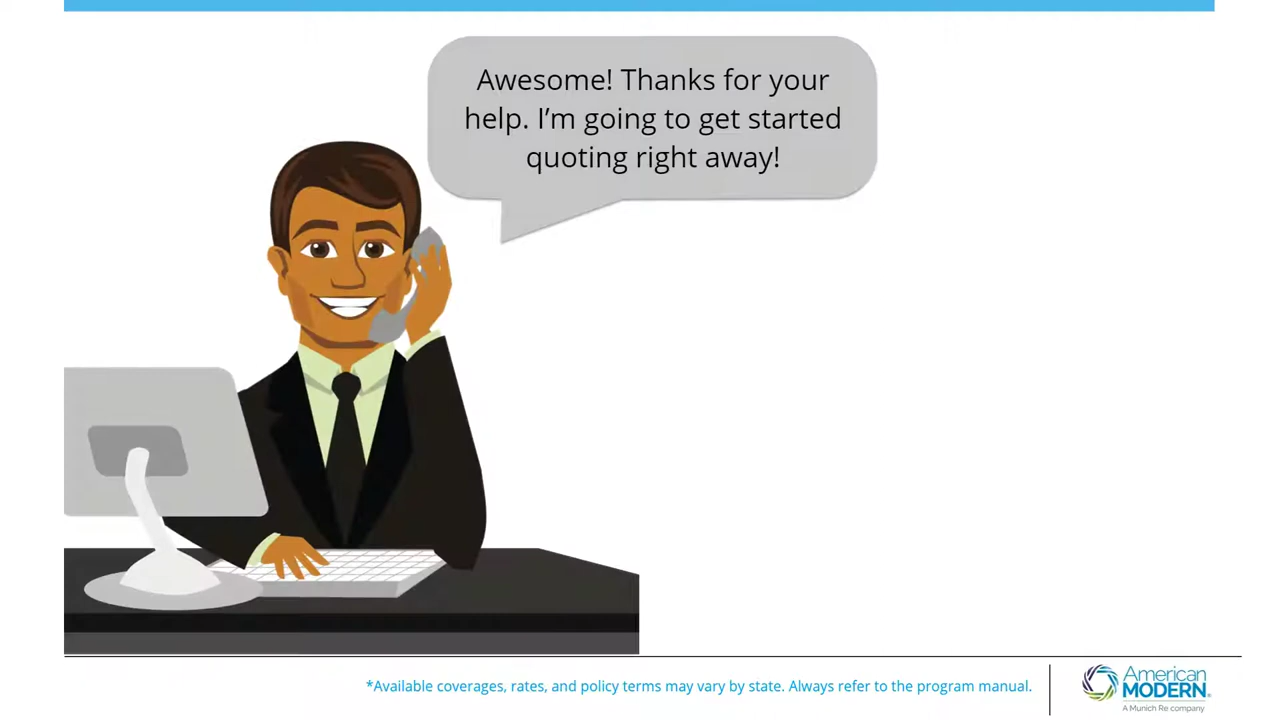 Awesome! Thanks for your
help. I’m going to get started
quoting right away!
*Available coverages, rates, and policy terms may vary by state. Always refer to the program manual.
American
MODERN®
A Munich Re company